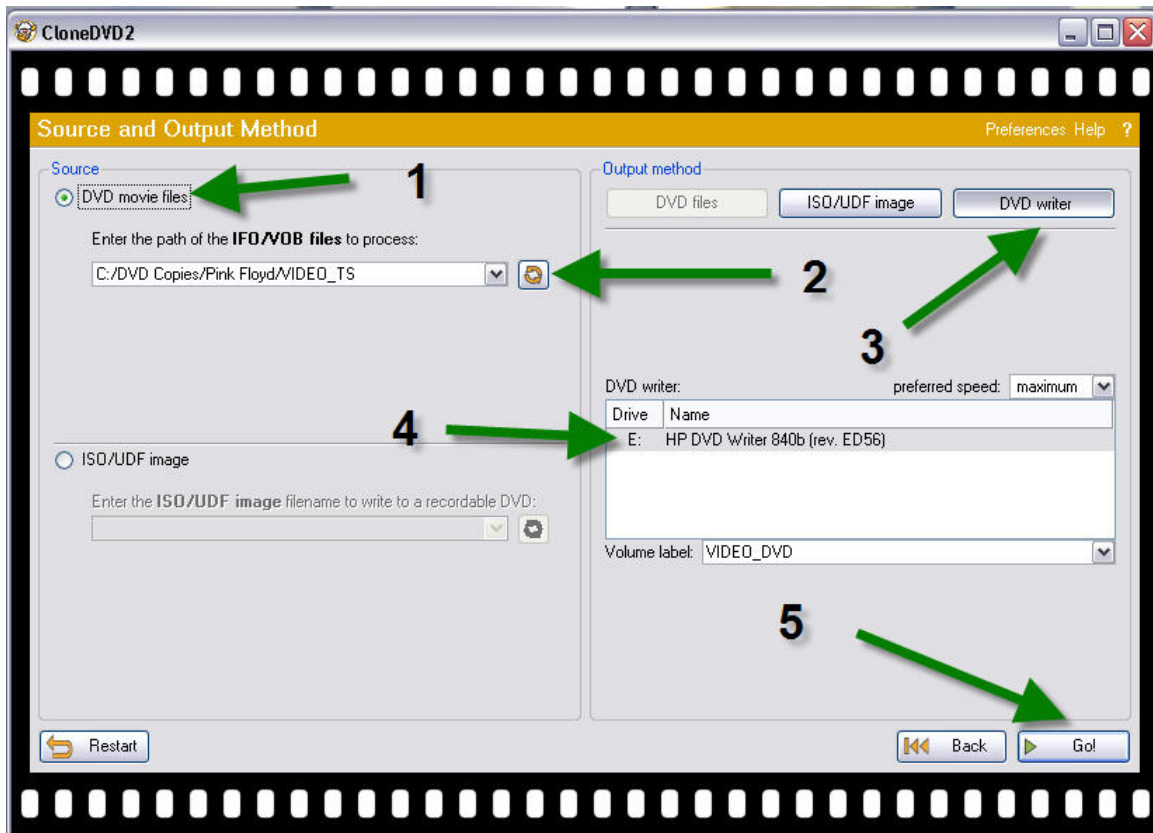 CloneDVD2
Source and Output Method
Preferences Help ?
Source
DVD movie files
1
Enter the path of the IFO/VOB files to process:
C:/DVD Copies/Pink Floyd/VIDEO_TS
2
ISO/UDF image
Enter the ISO/UDF image filename to write to a recordable DVD:
Output method
DVD files ISO/UDF image DVD writer
3
DVD writer: preferred speed: maximum
Drive Name
4
E: HP DVD Writer 840b (rev. ED56)
Volume label: VIDEO_DVD
5
Restart Back Go!